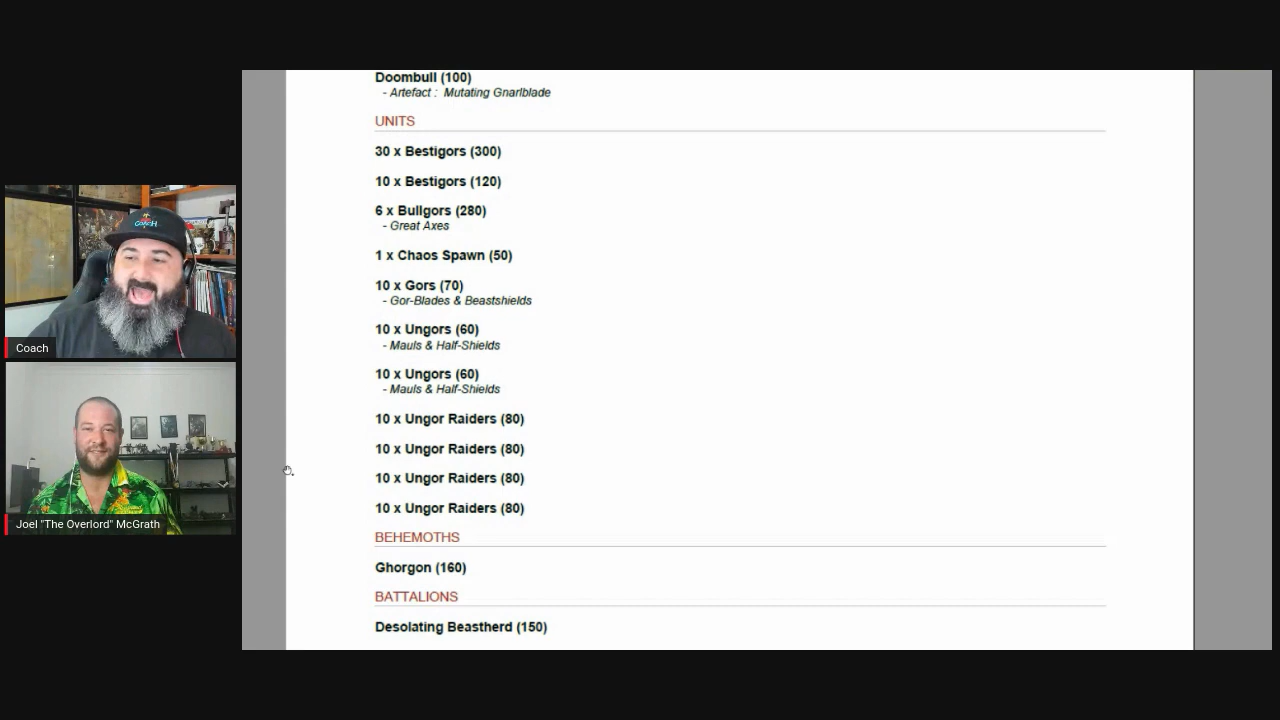 Doombull (100)
- Artefact : Mutating Gnarlblade
UNITS
30 x Bestigors (300)
10 x Bestigors (120)
6 x Bullgors (280)
- Great Axes
1 x Chaos Spawn (50)
10 x Gors (70)
- Gor-Blades & Beastshields
10 x Ungors (60)
- Mauls & Half-Shields
10 x Ungors (60)
- Mauls & Half-Shields
10 x Ungor Raiders (80)
10 x Ungor Raiders (80)
10 x Ungor Raiders (80)
10 x Ungor Raiders (80)
BEHEMOTHS
Ghorgon (160)
BATTALIONS
Desolating Beastherd (150)
COACH
Coach
Joel "The Overlord" McGrath